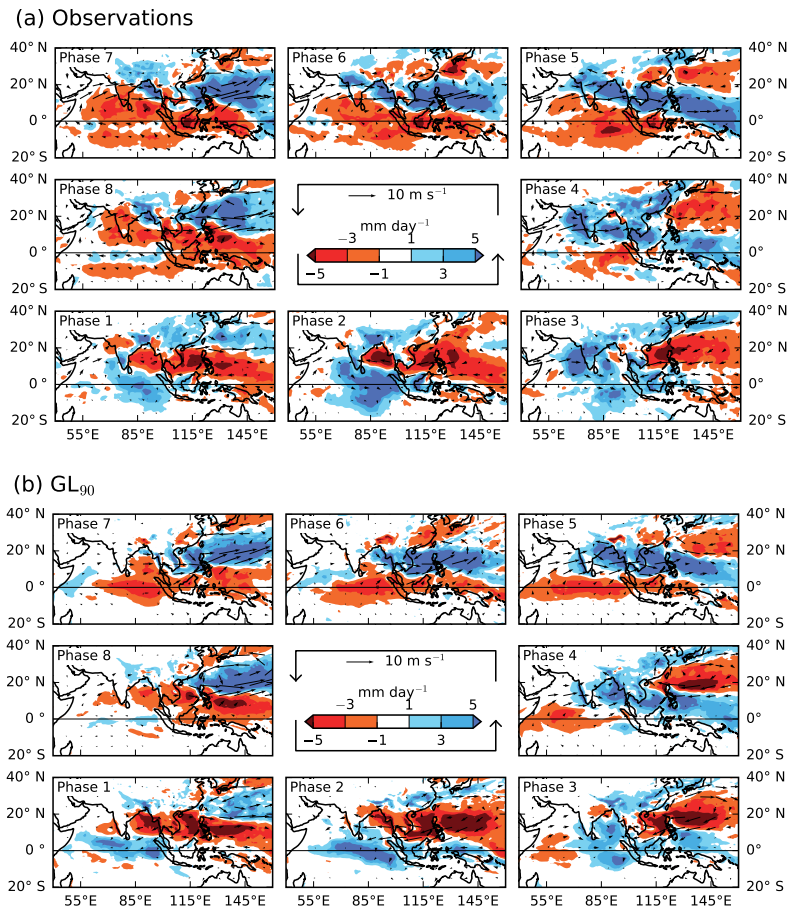 (a) Observations
40° N Phase 7 Phase 6 Phase 5 40° N
20° N 20° N
0° 0°
20° S 20° S
40° N Phase 8 10 m s⁻¹ Phase 4 40° N
20° N mm day⁻¹ 20° N
−3 1 5
0° 0°
−5 −1 3
20° S 20° S
40° N Phase 1 Phase 2 Phase 3 40° N
20° N 20° N
0° 0°
20° S 20° S
55°E 85°E 115°E 145°E 55°E 85°E 115°E 145°E 55°E 85°E 115°E 145°E
(b) GL₉₀
40° N Phase 7 Phase 6 Phase 5 40° N
20° N 20° N
0° 0°
20° S 20° S
40° N Phase 8 10 m s⁻¹ Phase 4 40° N
20° N mm day⁻¹ 20° N
−3 1 5
0° 0°
−5 −1 3
20° S 20° S
40° N Phase 1 Phase 2 Phase 3 40° N
20° N 20° N
0° 0°
20° S 20° S
55°E 85°E 115°E 145°E 55°E 85°E 115°E 145°E 55°E 85°E 115°E 145°E